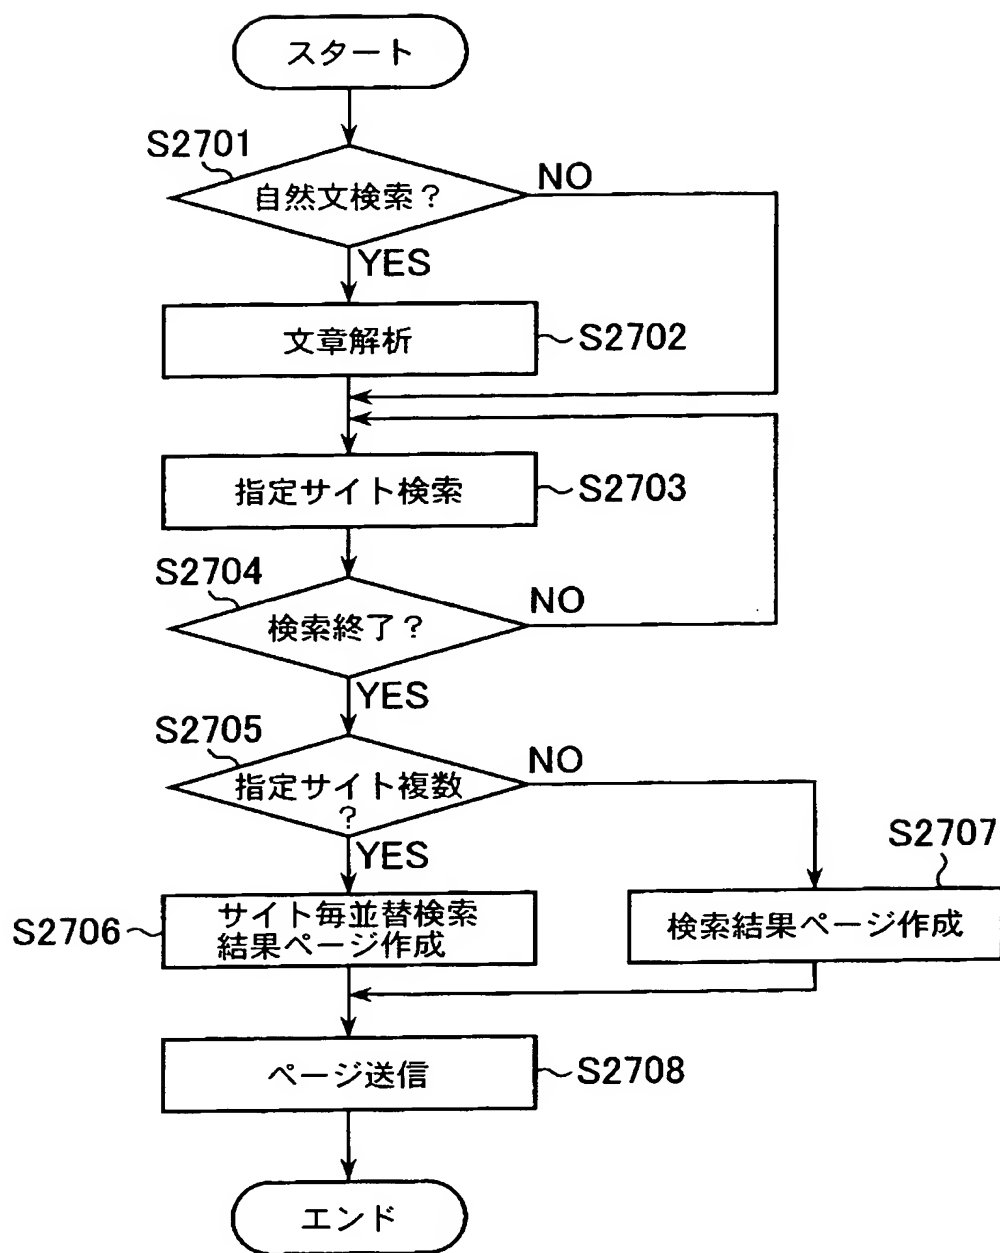 スタート
S2701
自然文検索？
NO
YES
文章解析
S2702
指定サイト検索
S2703
S2704
検索終了？
NO
YES
S2705
指定サイト複数
？
NO
YES
S2707
S2706
サイト毎並替検索
結果ページ作成
検索結果ページ作成
ページ送信
S2708
エンド